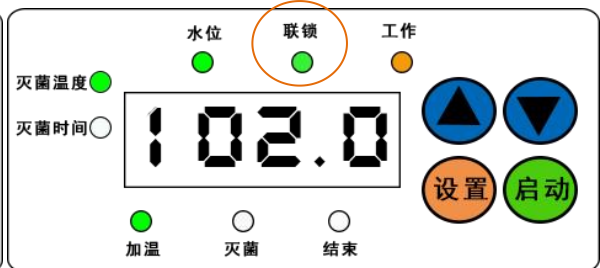 水位 联锁 工作
灭菌温度
灭菌时间
102.0
设置 启动
加温 灭菌 结束